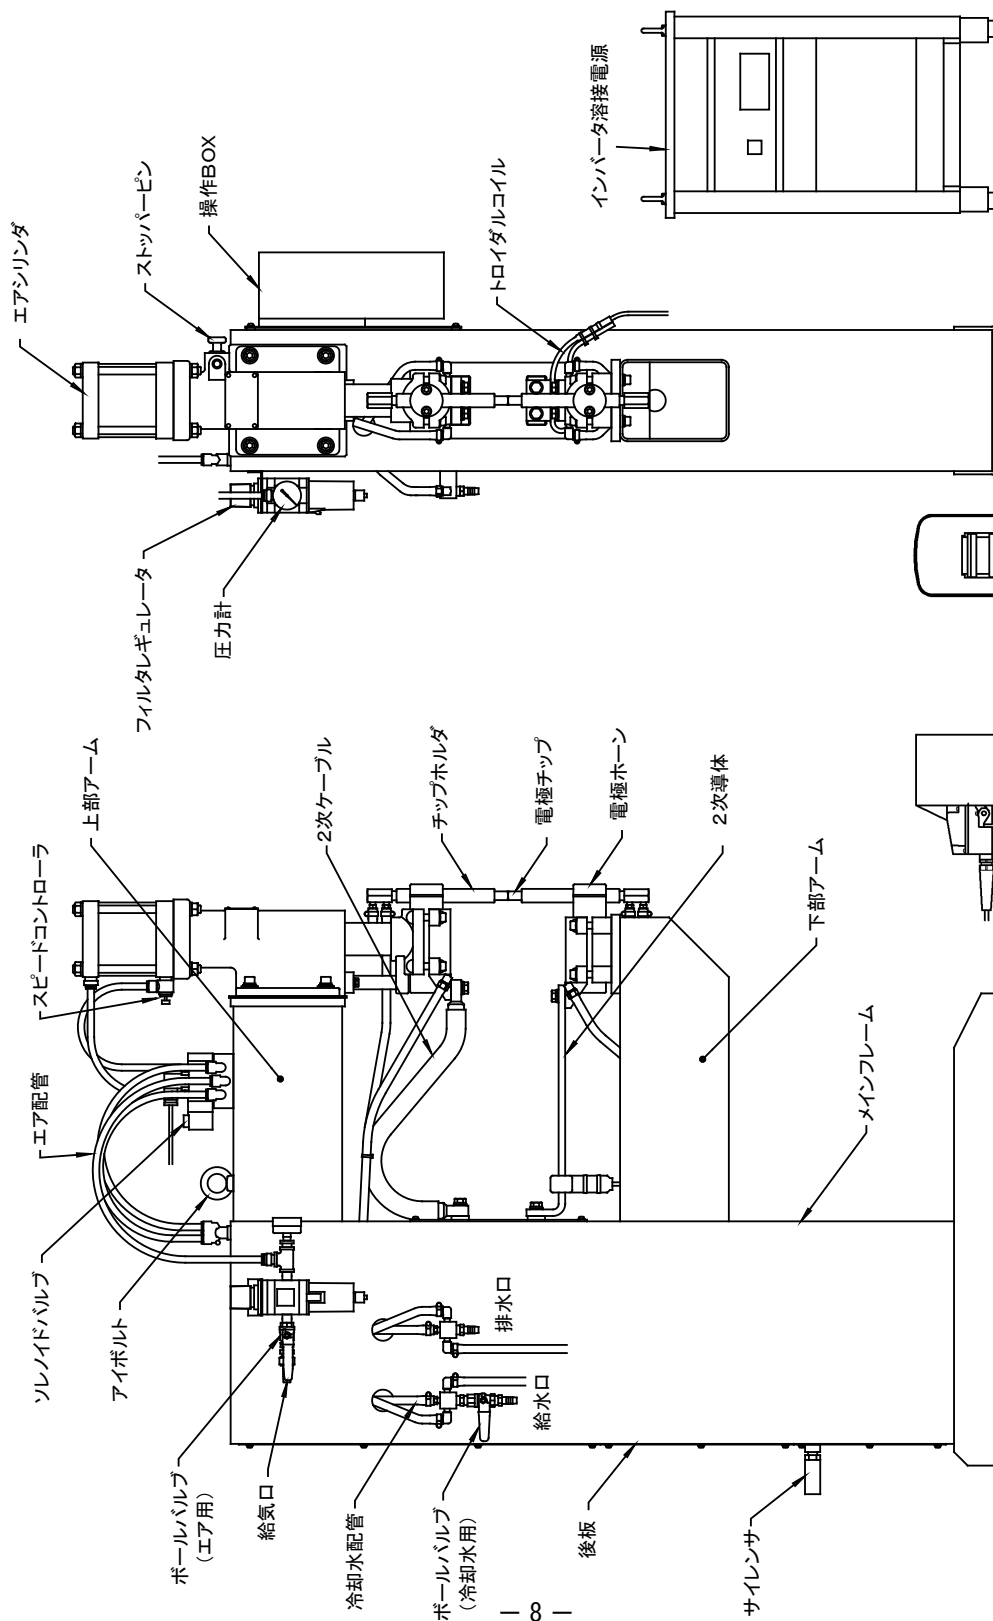 エアシリンダ
ストッパーピン
操作BOX
トロイダルコイル
インバータ溶接電源
フィルタレギュレータ
圧力計
スピードコントローラ
上部アーム
2次ケーブル
チップホルダ
電極チップ
電極ホーン
2次導体
下部アーム
メインフレーム
エア配管
ソレノイドバルブ
アイボルト
ボールバルブ
(エア用)
給気口
冷却水配管
ボールバルブ
(冷却水用)
排水口
給水口
後板
サイレンサ
— 8 —